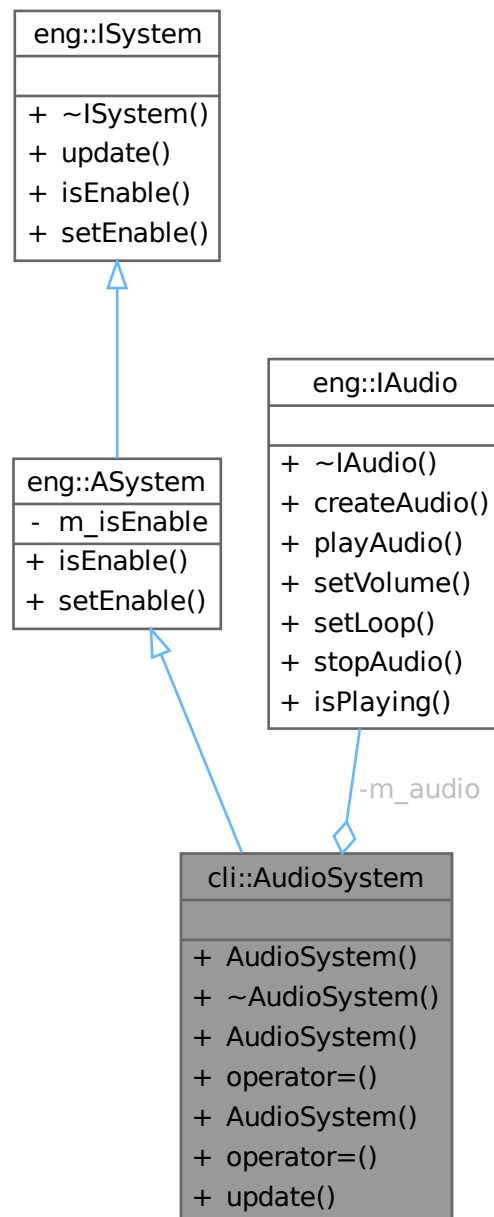 eng::ISystem
+ ~ISystem()
+ update()
+ isEnable()
+ setEnable()
eng::IAudio
+ ~IAudio()
+ createAudio()
+ playAudio()
+ setVolume()
+ setLoop()
+ stopAudio()
+ isPlaying()
eng::ASystem
- m_isEnable
+ isEnable()
+ setEnable()
-m_audio
cli::AudioSystem
+ AudioSystem()
+ ~AudioSystem()
+ AudioSystem()
+ operator=()
+ AudioSystem()
+ operator=()
+ update()